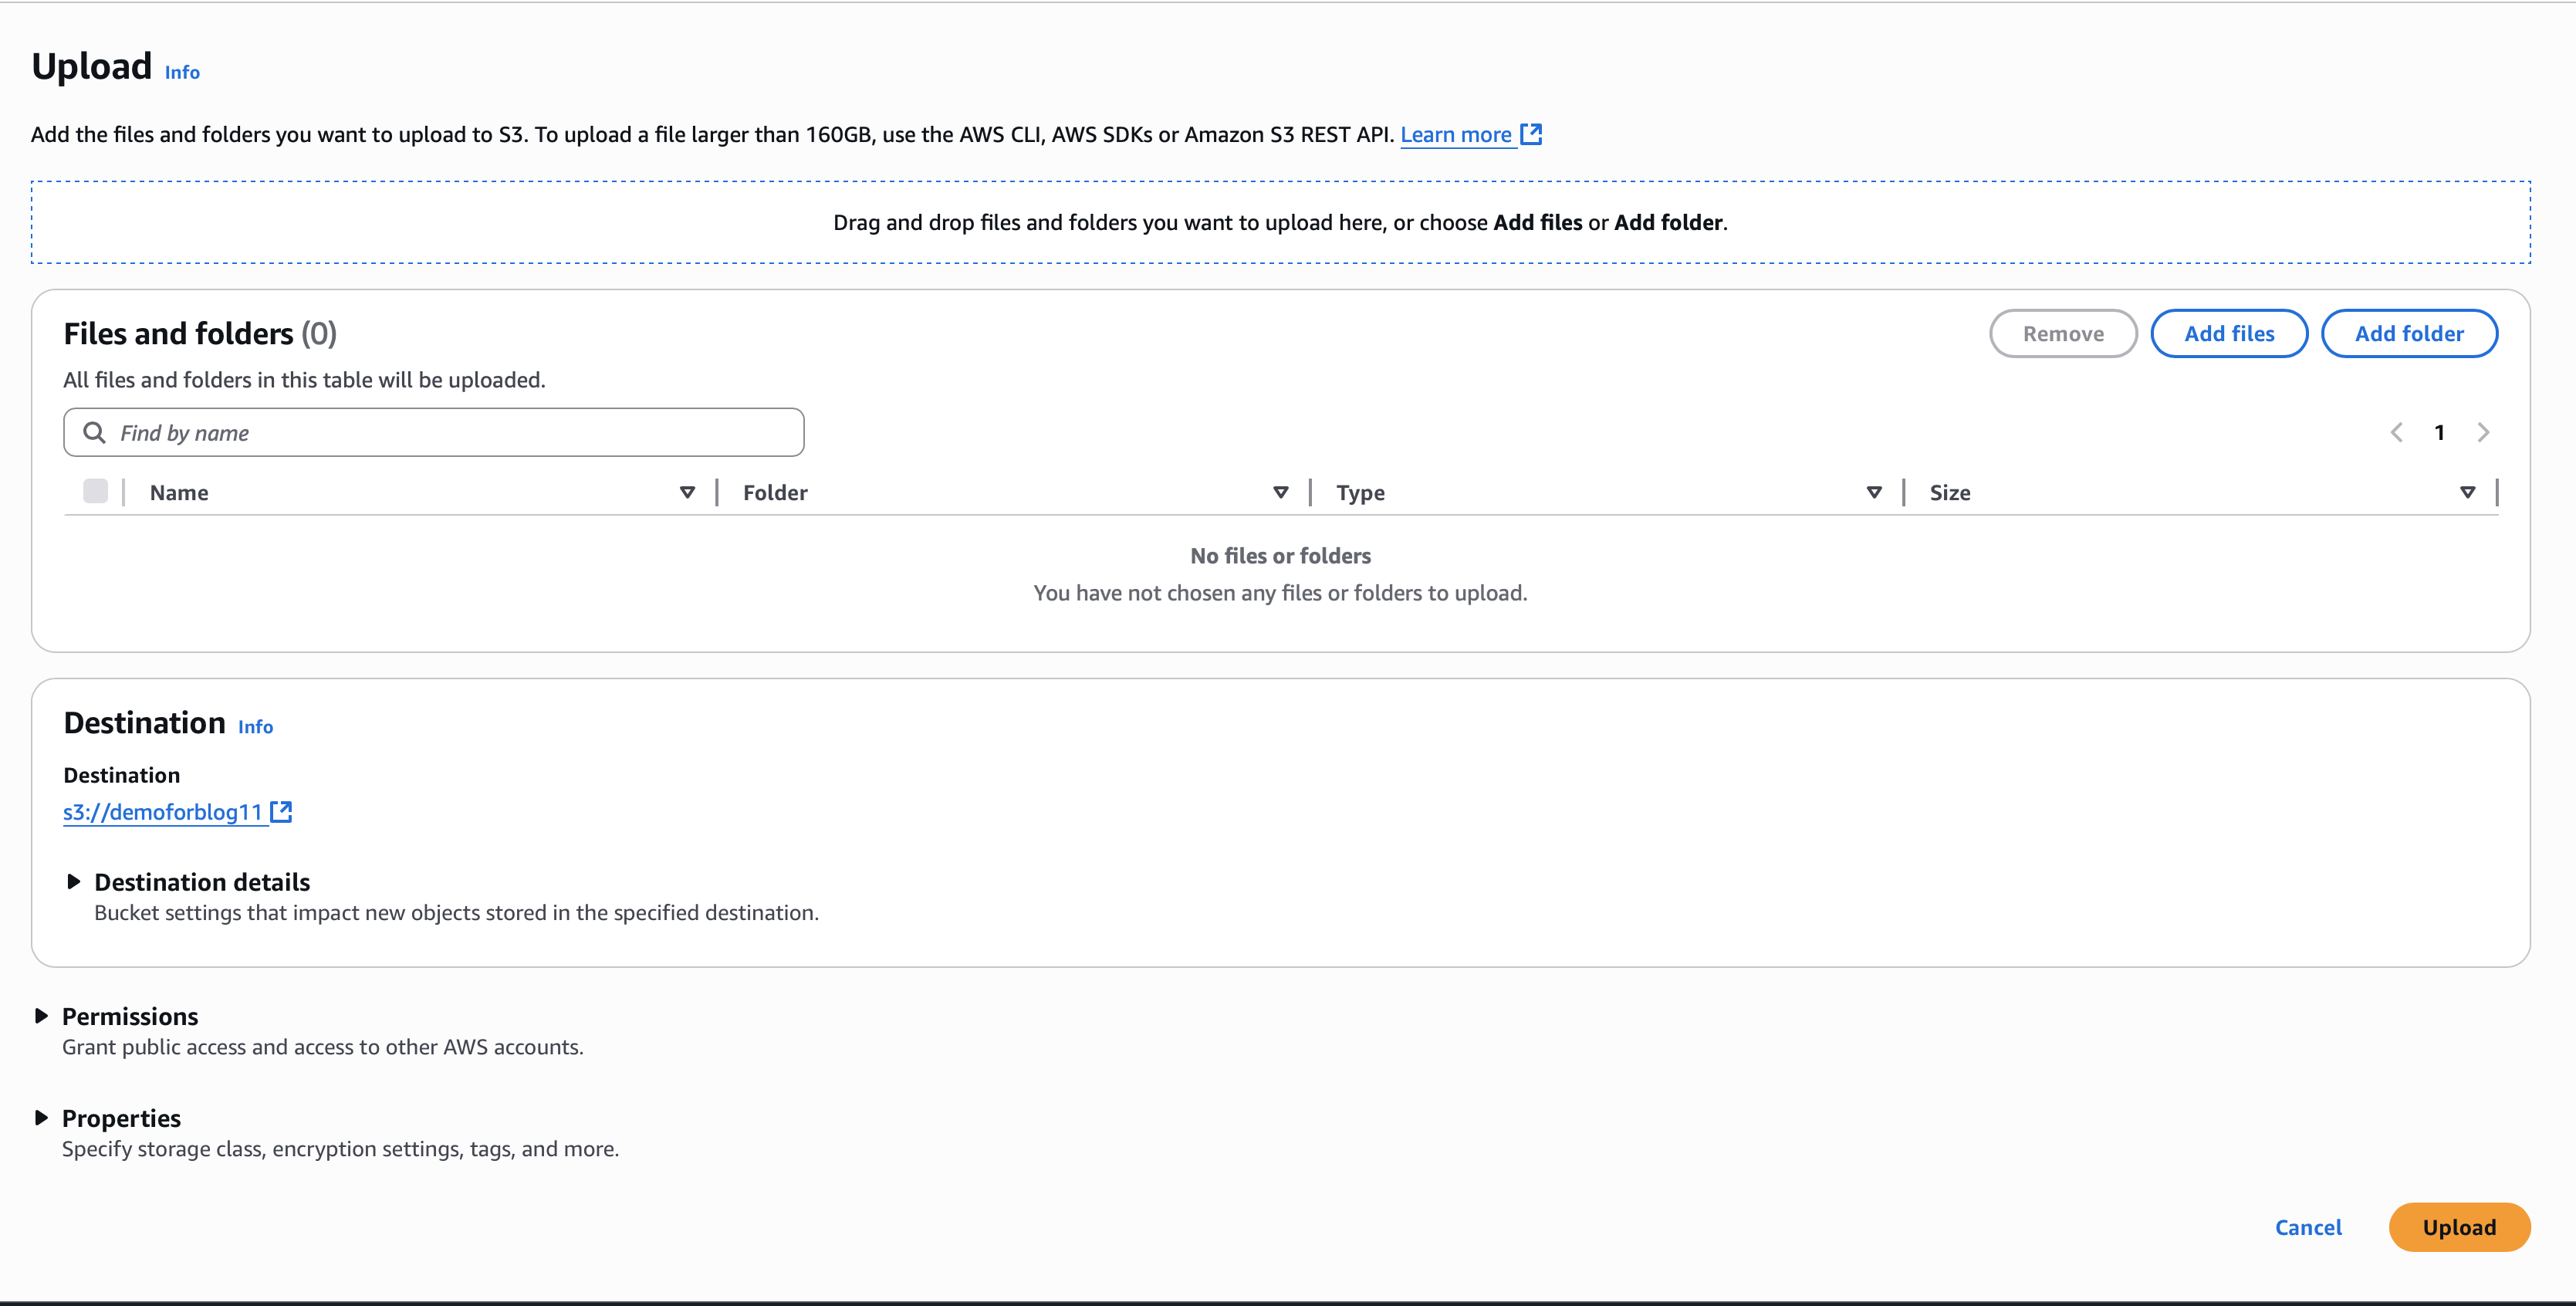 Upload Info
Add the files and folders you want to upload to S3. To upload a file larger than 160GB, use the AWS CLI, AWS SDKs or Amazon S3 REST API. Learn more
Drag and drop files and folders you want to upload here, or choose Add files or Add folder.
Files and folders (0)
Remove
Add files
Add folder
All files and folders in this table will be uploaded.
Find by name
1
Name
Folder
Type
Size
No files or folders
You have not chosen any files or folders to upload.
Destination Info
Destination
s3://demoforblog11
Destination details
Bucket settings that impact new objects stored in the specified destination.
Permissions
Grant public access and access to other AWS accounts.
Properties
Specify storage class, encryption settings, tags, and more.
Cancel
Upload